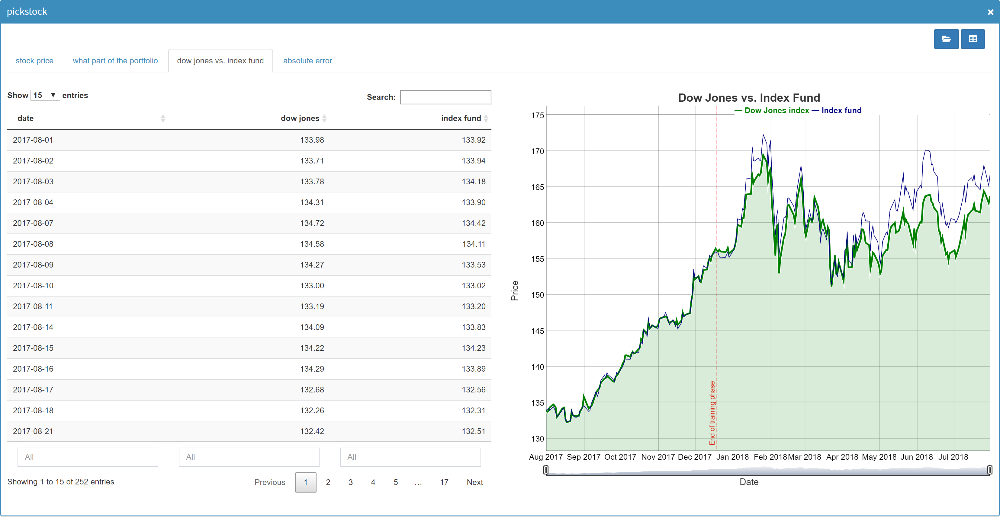 pickstock
stock price what part of the portfolio dow jones vs. index fund absolute error
Show 15 entries
Search:
date dow jones index fund
2017-08-01 133.98 133.92
2017-08-02 133.71 133.94
2017-08-03 133.78 134.18
2017-08-04 134.31 133.90
2017-08-07 134.72 134.42
2017-08-08 134.58 134.11
2017-08-09 134.27 133.53
2017-08-10 133.00 133.02
2017-08-11 133.19 133.20
2017-08-14 134.09 133.83
2017-08-15 134.22 134.23
2017-08-16 134.29 133.89
2017-08-17 132.68 132.56
2017-08-18 132.26 132.31
2017-08-21 132.42 132.51
All All All
Showing 1 to 15 of 252 entries
Previous 1 2 3 4 5 … 17 Next
Dow Jones vs. Index Fund
Dow Jones index Index fund
175
170
165
160
155
150
145
140
135
130
Price
End of training phase
Aug 2017 Sep 2017 Oct 2017 Nov 2017 Dec 2017 Jan 2018 Feb 2018 Mar 2018 Apr 2018 May 2018 Jun 2018 Jul 2018
Date